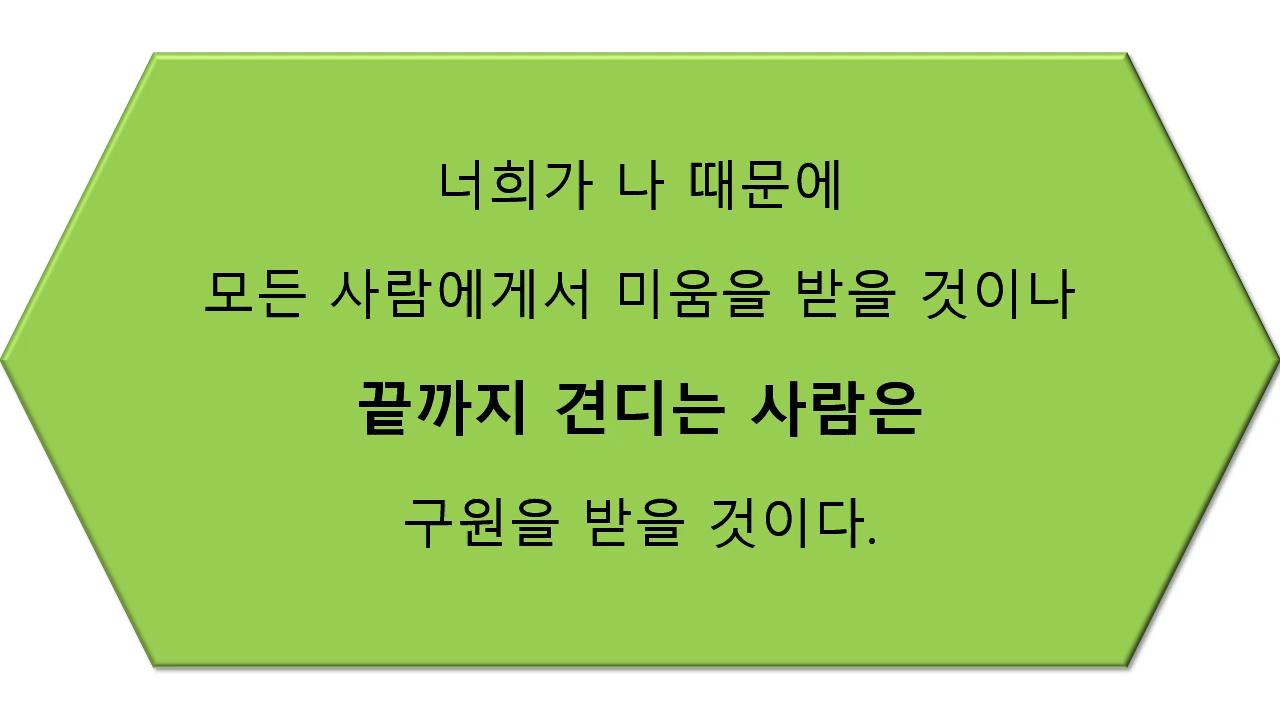 너희가 나 때문에
모든 사람에게서 미움을 받을 것이나
끝까지 견디는 사람은
구원을 받을 것이다.